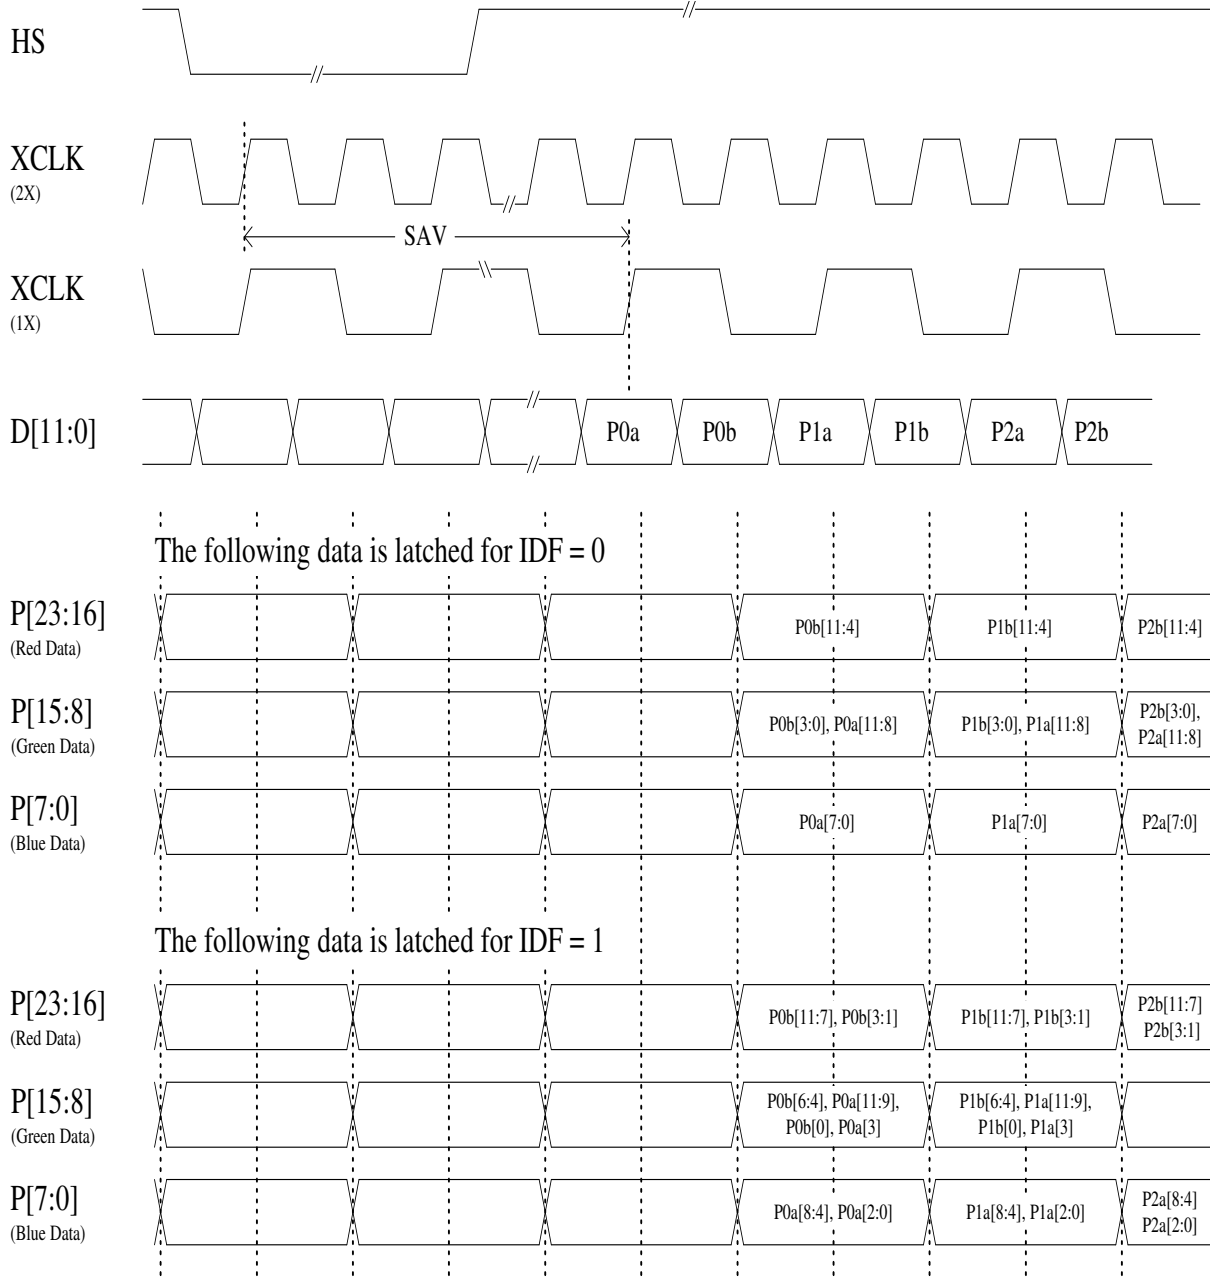 HS
XCLK
(2X)
SAV
XCLK
(1X)
D[11:0]
P0a P0b P1a P1b P2a P2b
The following data is latched for IDF = 0
P[23:16]
(Red Data)
P0b[11:4] P1b[11:4] P2b[11:4]
P[15:8]
(Green Data)
P0b[3:0], P0a[11:8] P1b[3:0], P1a[11:8] P2b[3:0],
P2a[11:8]
P[7:0]
(Blue Data)
P0a[7:0] P1a[7:0] P2a[7:0]
The following data is latched for IDF = 1
P[23:16]
(Red Data)
P0b[11:7], P0b[3:1] P1b[11:7], P1b[3:1] P2b[11:7]
P2b[3:1]
P[15:8]
(Green Data)
P0b[6:4], P0a[11:9], P1b[6:4], P1a[11:9],
P0b[0], P0a[3] P1b[0], P1a[3]
P[7:0]
(Blue Data)
P0a[8:4], P0a[2:0] P1a[8:4], P1a[2:0] P2a[8:4]
P2a[2:0]